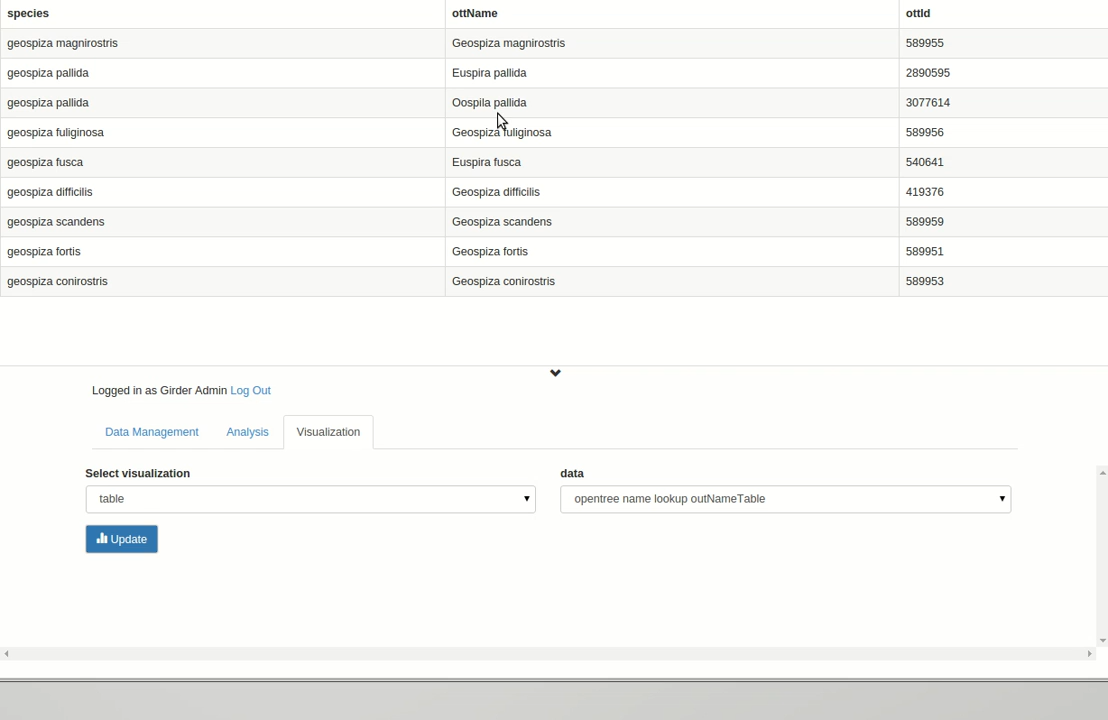 species ottName ottId
geospiza magnirostris Geospiza magnirostris 589955
geospiza pallida Euspira pallida 2890595
geospiza pallida Oospila pallida 3077614
geospiza fuliginosa Geospiza fuliginosa 589956
geospiza fusca Euspira fusca 540641
geospiza difficilis Geospiza difficilis 419376
geospiza scandens Geospiza scandens 589959
geospiza fortis Geospiza fortis 589951
geospiza conirostris Geospiza conirostris 589953
Logged in as Girder Admin Log Out
Data Management Analysis Visualization
Select visualization data
table opentree name lookup outNameTable
Update